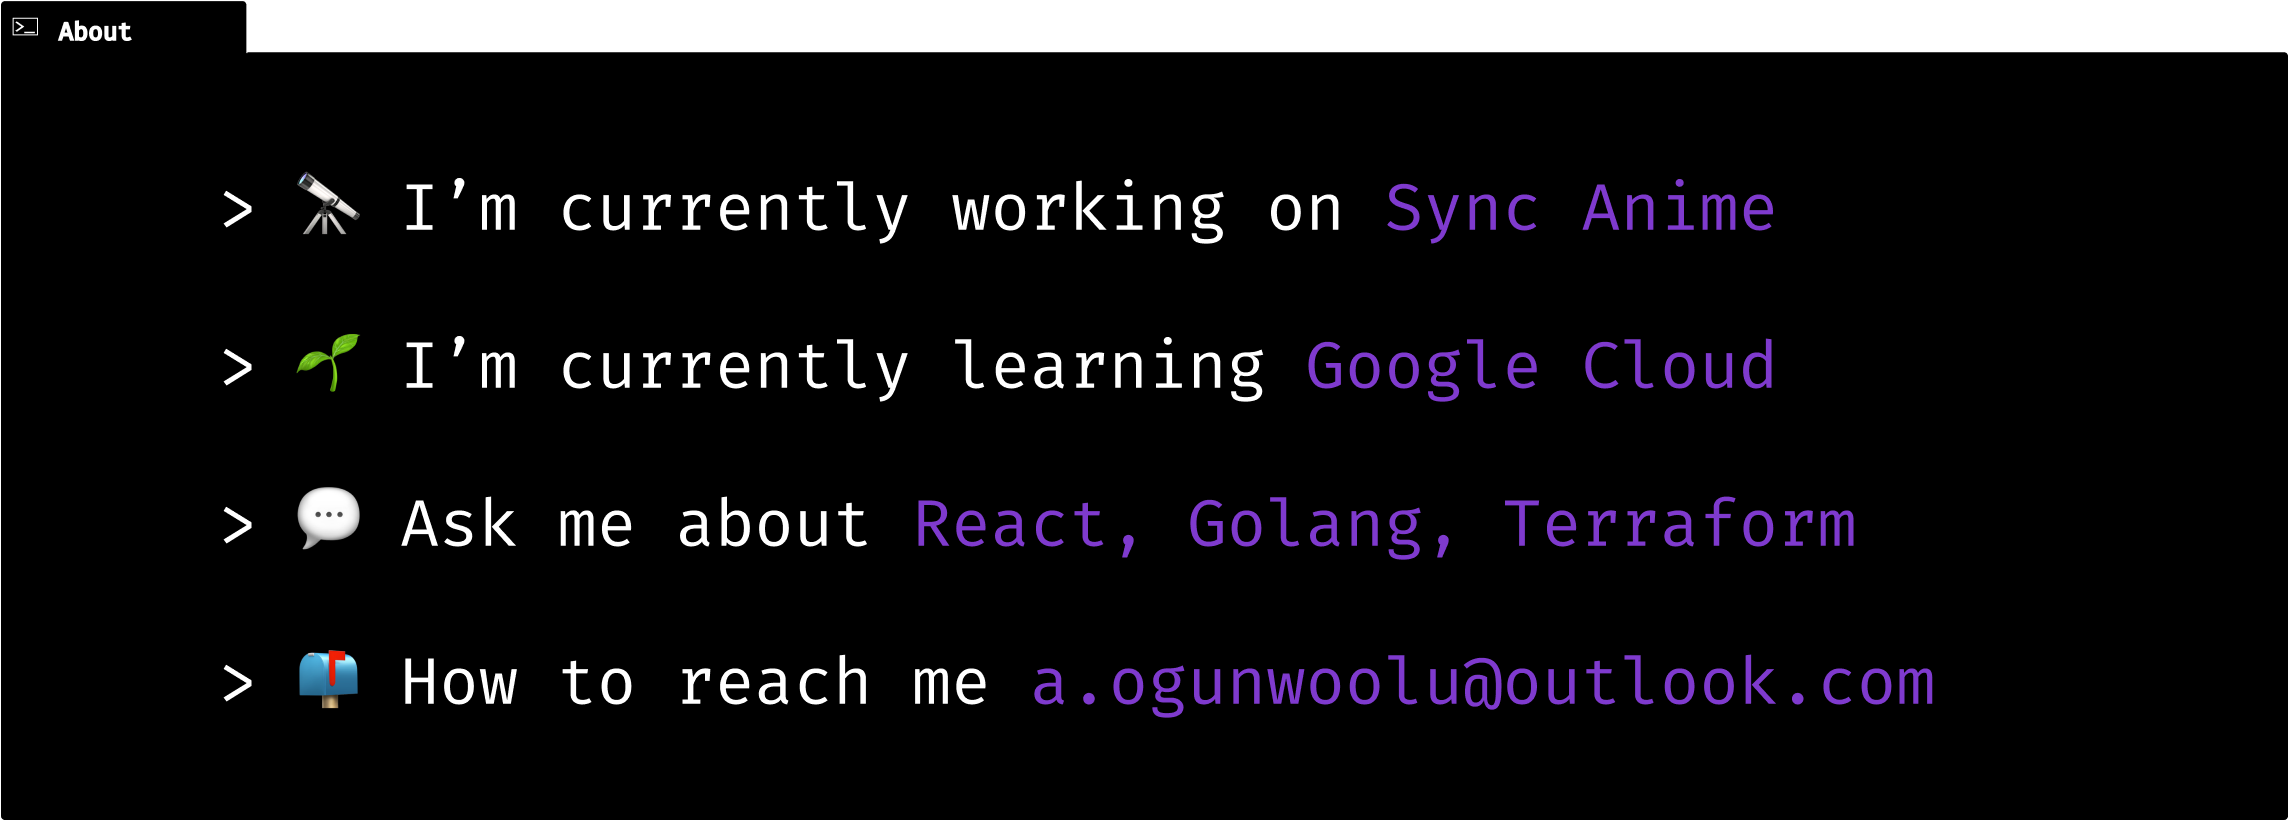 About
> 🔭 I’m currently working on Sync Anime
> 🌱 I’m currently learning Google Cloud
> 💬 Ask me about React, Golang, Terraform
> 📫 How to reach me a.ogunwoolu@outlook.com